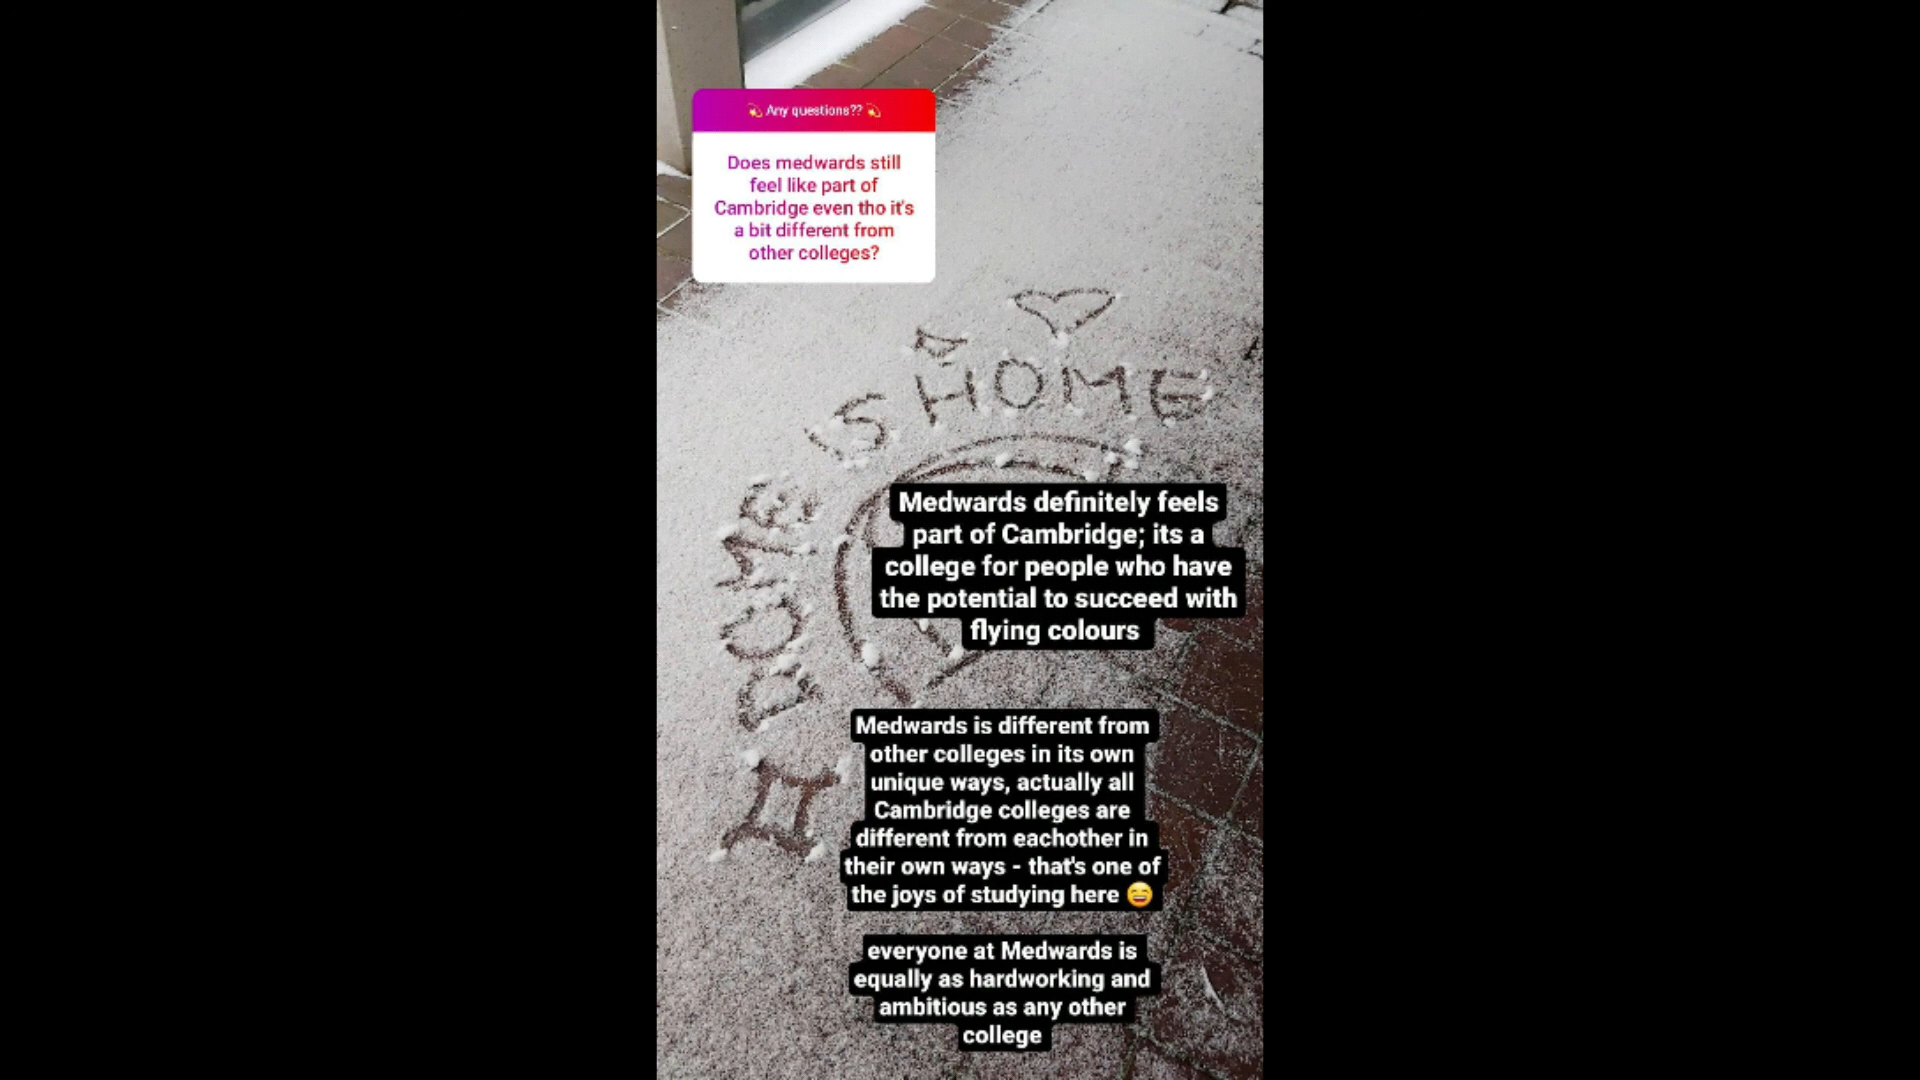 💫 Any questions?? 💫
Does medwards still
feel like part of
Cambridge even tho it's
a bit different from
other colleges?
DOME IS HOME
Medwards definitely feels
part of Cambridge; its a
college for people who have
the potential to succeed with
flying colours
Medwards is different from
other colleges in its own
unique ways, actually all
Cambridge colleges are
different from eachother in
their own ways - that's one of
the joys of studying here 😄
everyone at Medwards is
equally as hardworking and
ambitious as any other
college